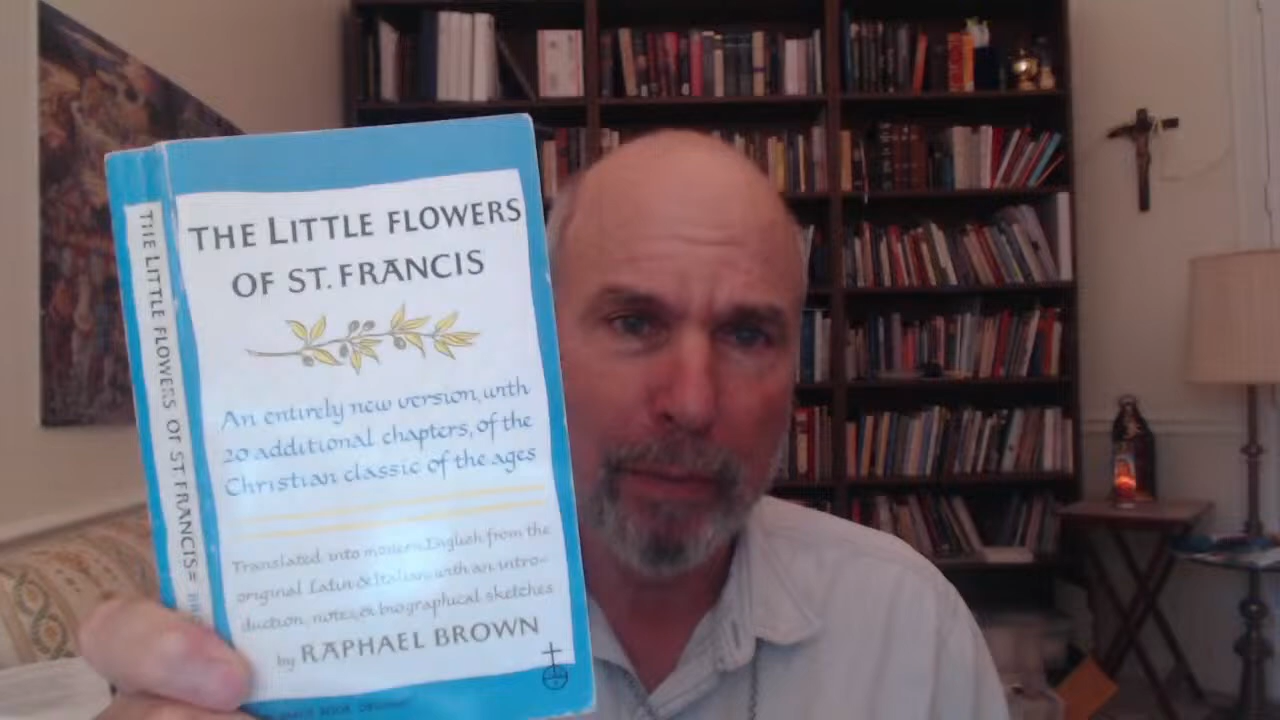 THE LITTLE FLOWERS
OF ST. FRANCIS
An entirely new version, with
20 additional chapters, of the
Christian classic of the ages
Translated into modern English from the
original Latin & Italian, with an intro-
duction, notes, & biographical sketches
by RAPHAEL BROWN
THE LITTLE FLOWERS OF ST. FRANCIS